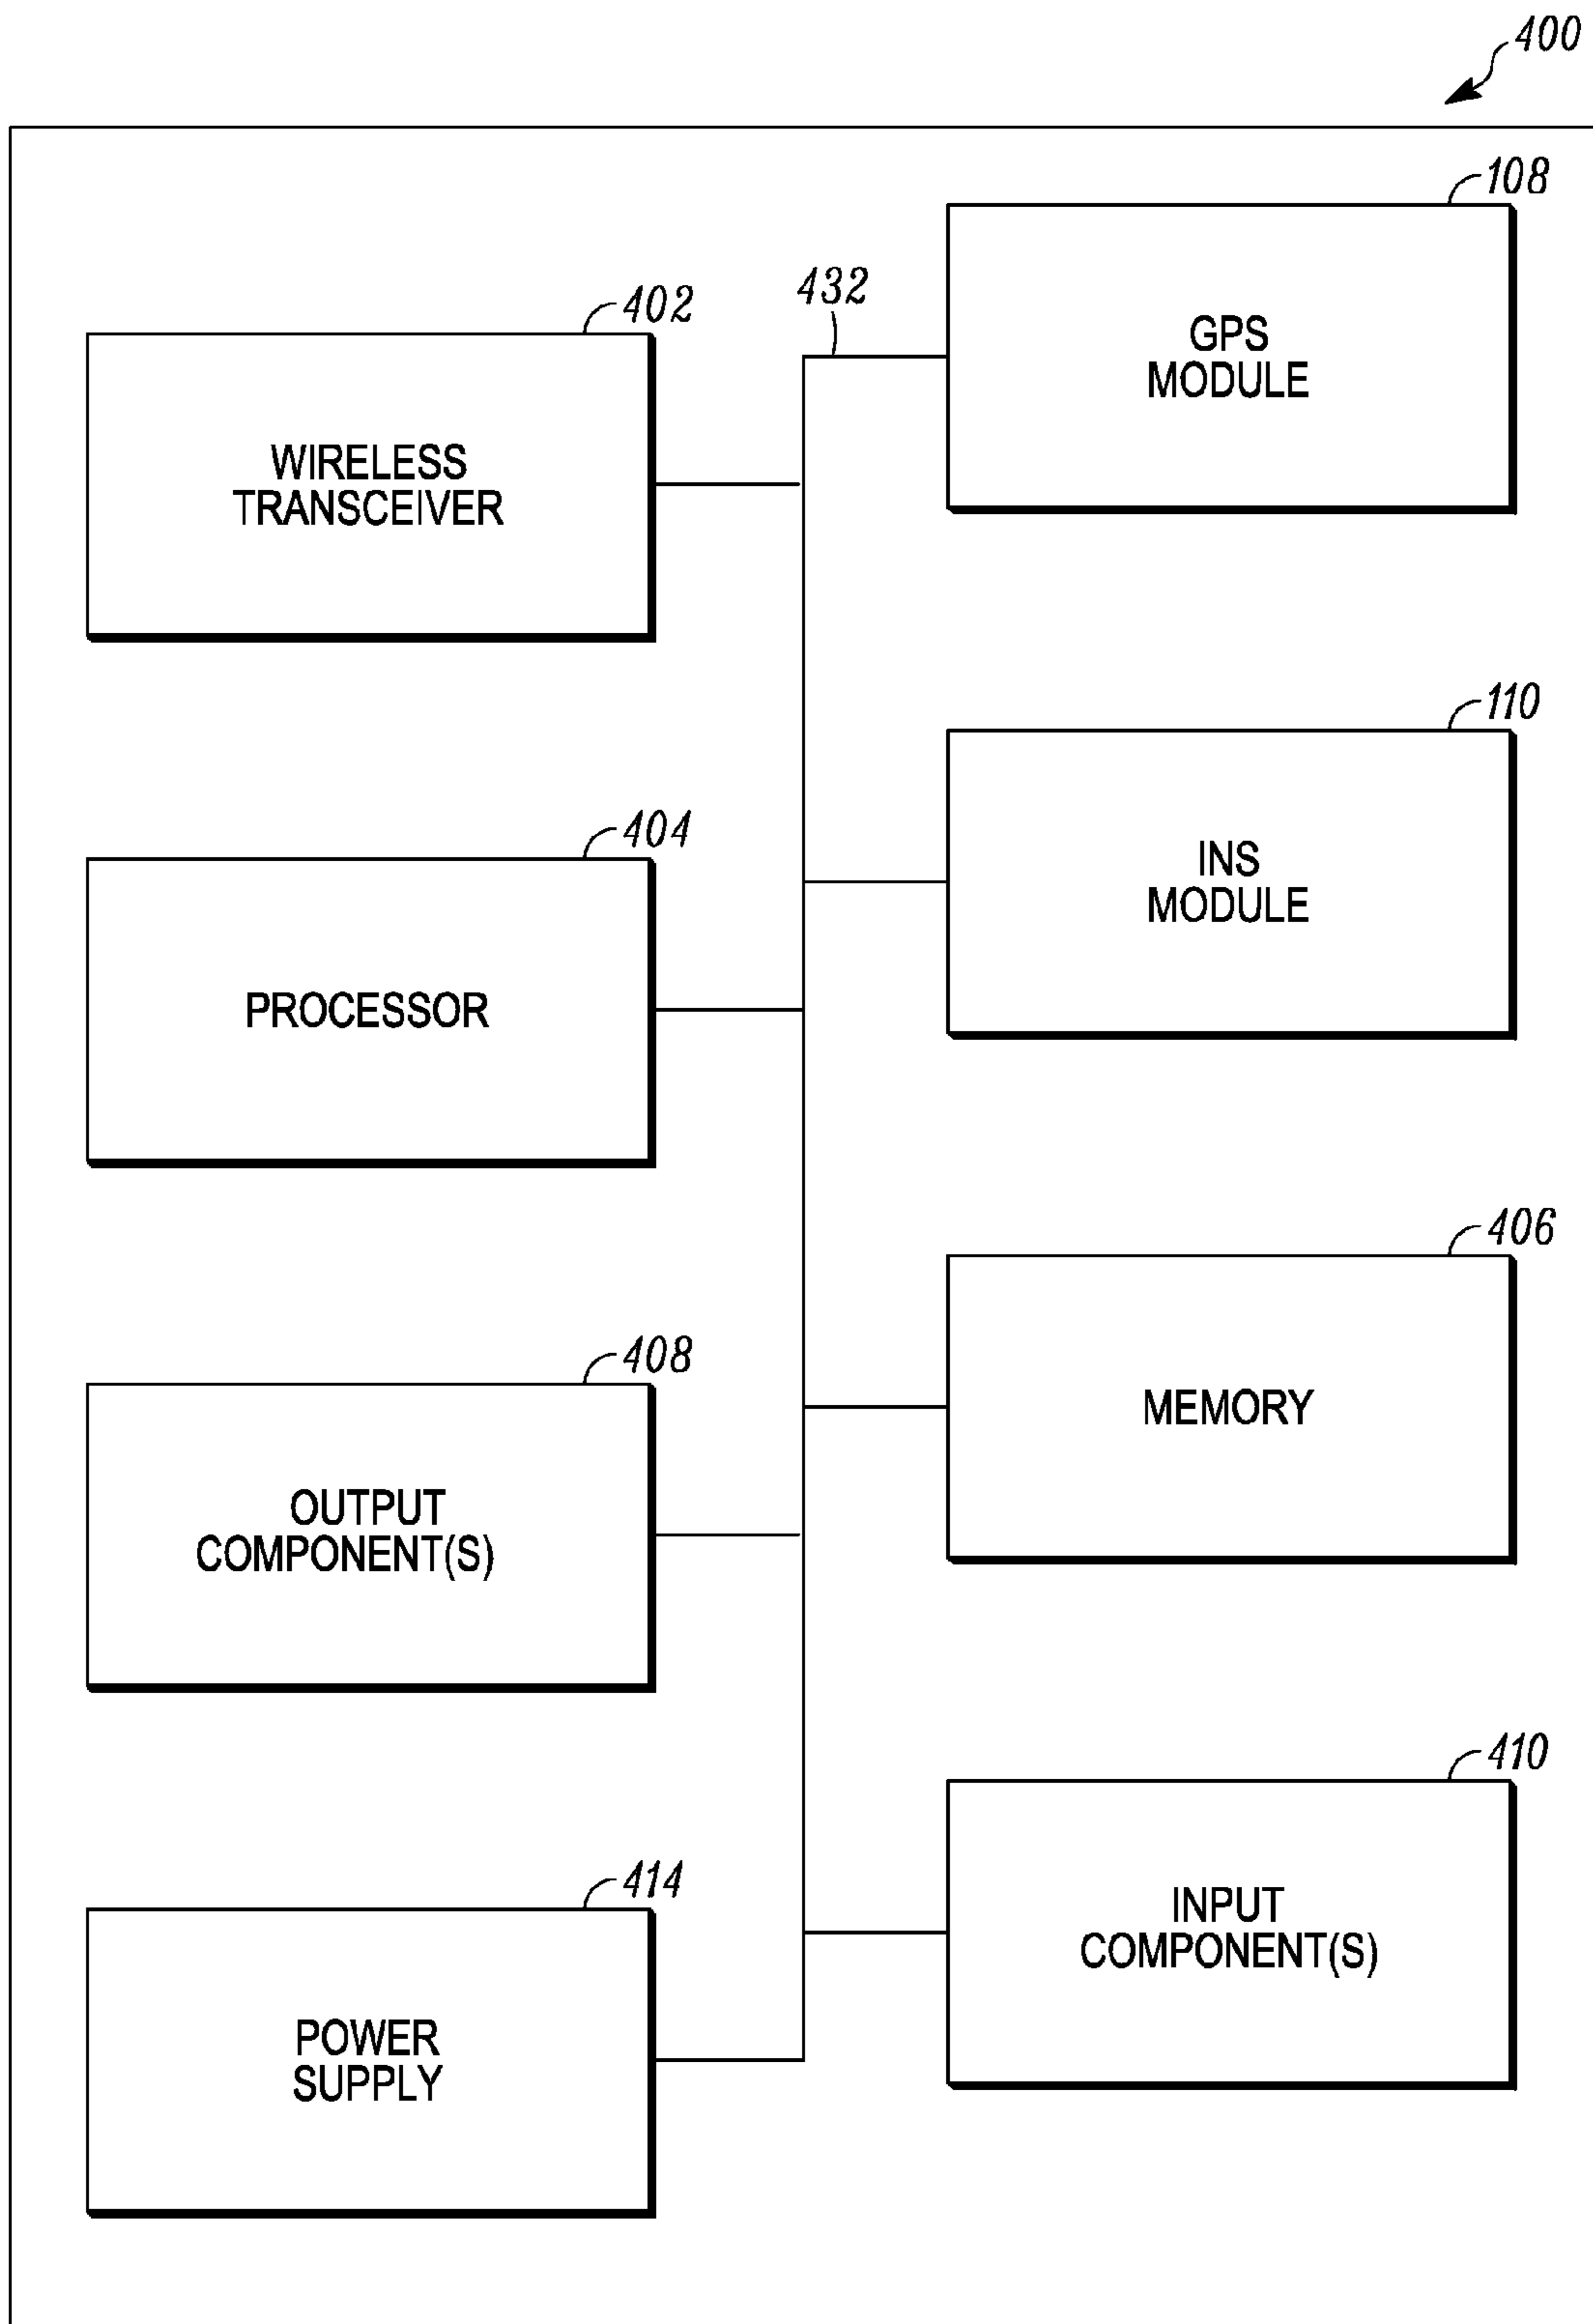 400
108
432
402
GPS
MODULE
WIRELESS
TRANSCEIVER
110
404
INS
MODULE
PROCESSOR
406
408
MEMORY
OUTPUT
COMPONENT(S)
410
414
INPUT
COMPONENT(S)
POWER
SUPPLY